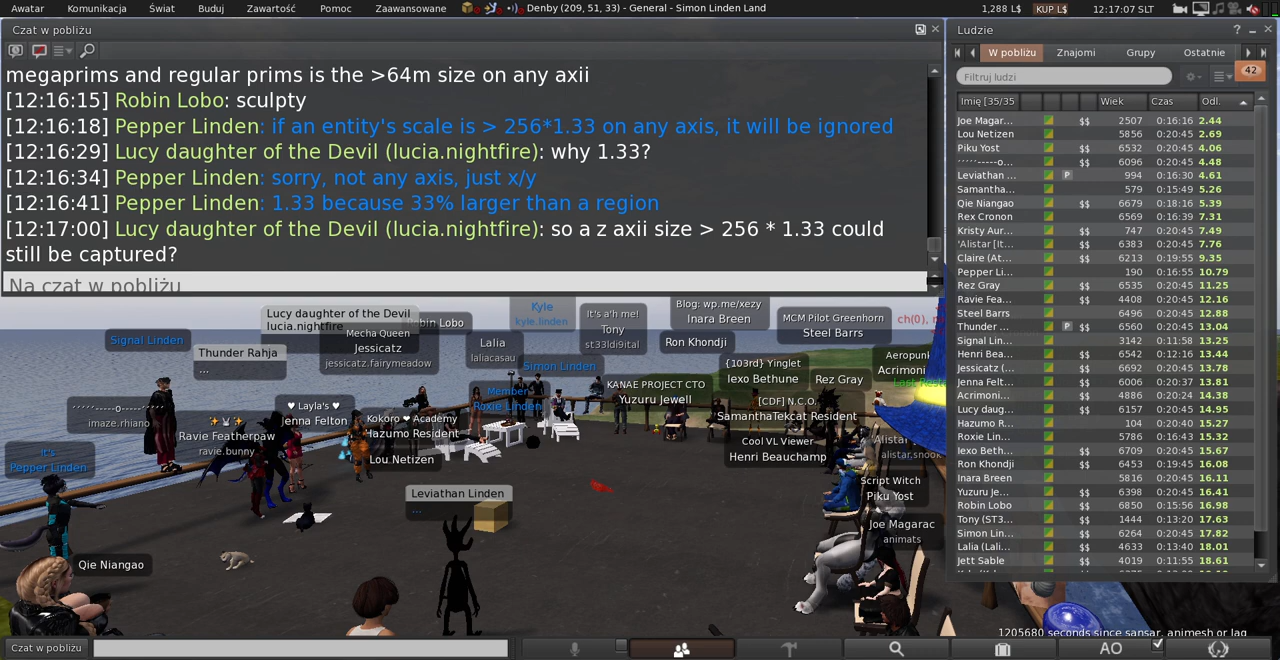 Awatar Komunikacja Świat Buduj Zawartość Pomoc Zaawansowane Denby (209, 51, 33) - General - Simon Linden Land 1,288 L$ KUP L$ 12:17:07 SLT
Czat w pobliżu
megaprims and regular prims is the >64m size on any axii
[12:16:15] Robin Lobo: sculpty
[12:16:18] Pepper Linden: if an entity's scale is > 256*1.33 on any axis, it will be ignored
[12:16:29] Lucy daughter of the Devil (lucia.nightfire): why 1.33?
[12:16:34] Pepper Linden: sorry, not any axis, just x/y
[12:16:41] Pepper Linden: 1.33 because 33% larger than a region
[12:17:00] Lucy daughter of the Devil (lucia.nightfire): so a z axii size > 256 * 1.33 could
still be captured?
Na czat w pobliżu
Ludzie
W pobliżu Znajomi Grupy Ostatnie
Filtruj ludzi
42
Imię [35/35 Wiek Czas Odl.
Joe Magar... $$ 2507 0:16:16 2.44
Lou Netizen 5856 0:20:45 2.69
Piku Yost $$ 6532 0:20:45 4.06
´´´´´-----o... $$ 6096 0:20:45 4.48
Leviathan ... P 994 0:16:30 4.61
Samantha... 579 0:15:49 5.26
Qie Niangao $$ 6679 0:18:16 5.39
Rex Cronon 6569 0:16:39 7.31
Kristy Aur... $$ 747 0:20:45 7.49
'Alistar [It... $$ 6383 0:20:45 7.76
Claire (At... $$ 6213 0:19:55 9.35
Pepper Li... 190 0:16:55 10.79
Rez Gray $$ 6535 0:20:45 11.25
Ravie Fea... $$ 4408 0:20:45 12.16
Steel Barrs 6496 0:20:45 12.88
Thunder ... P $$ 6560 0:20:45 13.04
Signal Lin... 3142 0:11:58 13.25
Henri Bea... $$ 6542 0:12:16 13.44
Jessicatz (... $$ 6692 0:20:45 13.78
Jenna Felt... $$ 6006 0:20:37 13.81
Acrimoni... $$ 4886 0:20:24 14.38
Lucy daug... $$ 6157 0:20:45 14.95
Hazumo R... 104 0:20:40 15.27
Roxie Lin... $$ 5786 0:16:43 15.32
Iexo Beth... $$ 6709 0:20:45 15.67
Ron Khondji $$ 6453 0:19:45 16.08
Inara Breen 5816 0:20:45 16.11
Yuzuru Je... $$ 6398 0:20:45 16.41
Robin Lobo $$ 6850 0:15:56 16.98
Tony (ST3... $$ 1444 0:13:20 17.63
Simon Lin... $$ 6264 0:20:45 17.82
Lalia (Lali... $$ 4633 0:13:40 18.01
Jett Sable $$ 4019 0:11:55 18.61
Lucy daughter of the Devil
lucia.nightfire
Robin Lobo
Kyle
kyle.linden
It's a'h me!
Tony
st33ldi9ital
Blog: wp.me/xezy
Inara Breen
MCM Pilot Greenhorn
Steel Barrs
Signal Linden
Thunder Rahja
...
Mecha Queen
Jessicatz
jessicatz.fairymeadow
Lalia
laliacasau
Ron Khondji
Simon Linden
{103rd} Yinglet
Iexo Bethune
Rez Gray
KANAE PROJECT CTO
Yuzuru Jewell
Member
Roxie Linden
[CDF] N.C.O.
SamanthaTekcat Resident
´´´´´-----o-----´´´´´
imaze.rhiano
Ravie Featherpaw
ravie.bunny
♥ Layla's ♥
Jenna Felton
Kokoro ❤ Academy
Hazumo Resident
Lou Netizen
Cool VL Viewer
Henri Beauchamp
It's
Pepper Linden
Leviathan Linden
...
Script Witch
Piku Yost
Joe Magarac
animats
Qie Niangao
1205680 seconds since sansar, animesh or lag
Czat w pobliżu
AO